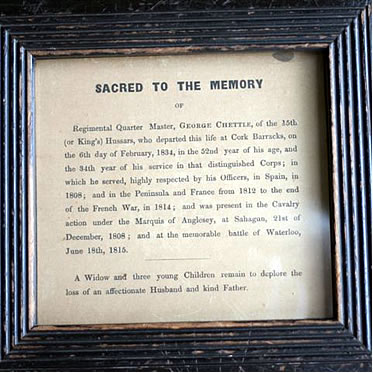 SACRED TO THE MEMORY
OF
Regimental Quarter Master, GEORGE CHETTLE, of the 15th
(or King's) Hussars, who departed this life at Cork Barracks, on
the 6th day of February, 1834, in the 52nd year of his age, and
the 34th year of his service in that distinguished Corps; in
which he served, highly respected by his Officers, in Spain, in
1808; and in the Peninsula and France from 1812 to the end
of the French War, in 1814; and was present in the Cavalry
action under the Marquis of Anglesey, at Sahagun, 21st of
December, 1808; and at the memorable battle of Waterloo,
June 18th, 1815.
A Widow and three young Children remain to deplore the
loss of an affectionate Husband and kind Father.